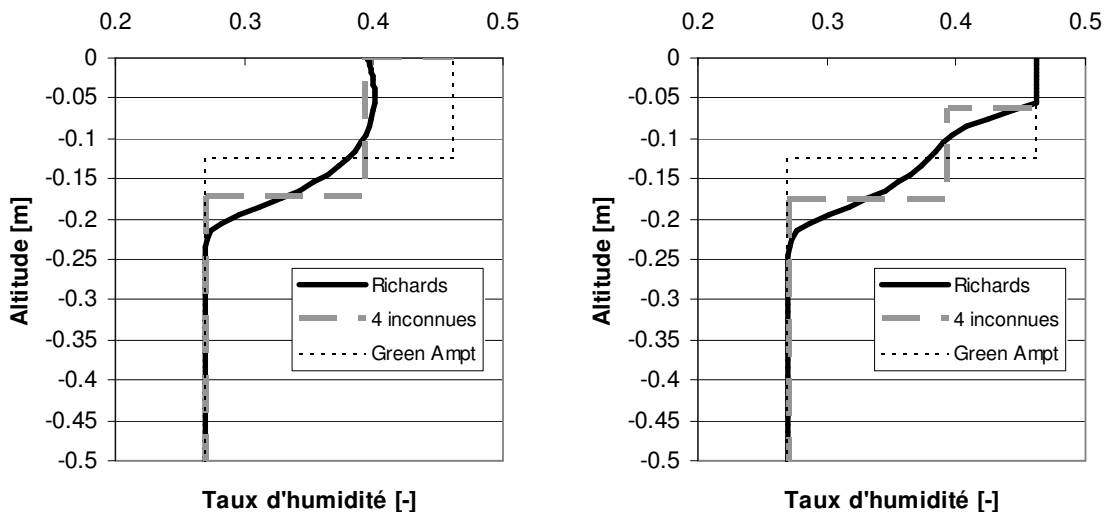 0.2 0.3 0.4 0.5
0
-0.05
-0.1
-0.15
-0.2
-0.25
-0.3
-0.35
-0.4
-0.45
-0.5
Altitude [m]
Richards
4 inconnues
Green Ampt
Taux d'humidité [-]
0.2 0.3 0.4 0.5
0
-0.05
-0.1
-0.15
-0.2
-0.25
-0.3
-0.35
-0.4
-0.45
-0.5
Altitude [m]
Richards
4 inconnues
Green Ampt
Taux d'humidité [-]